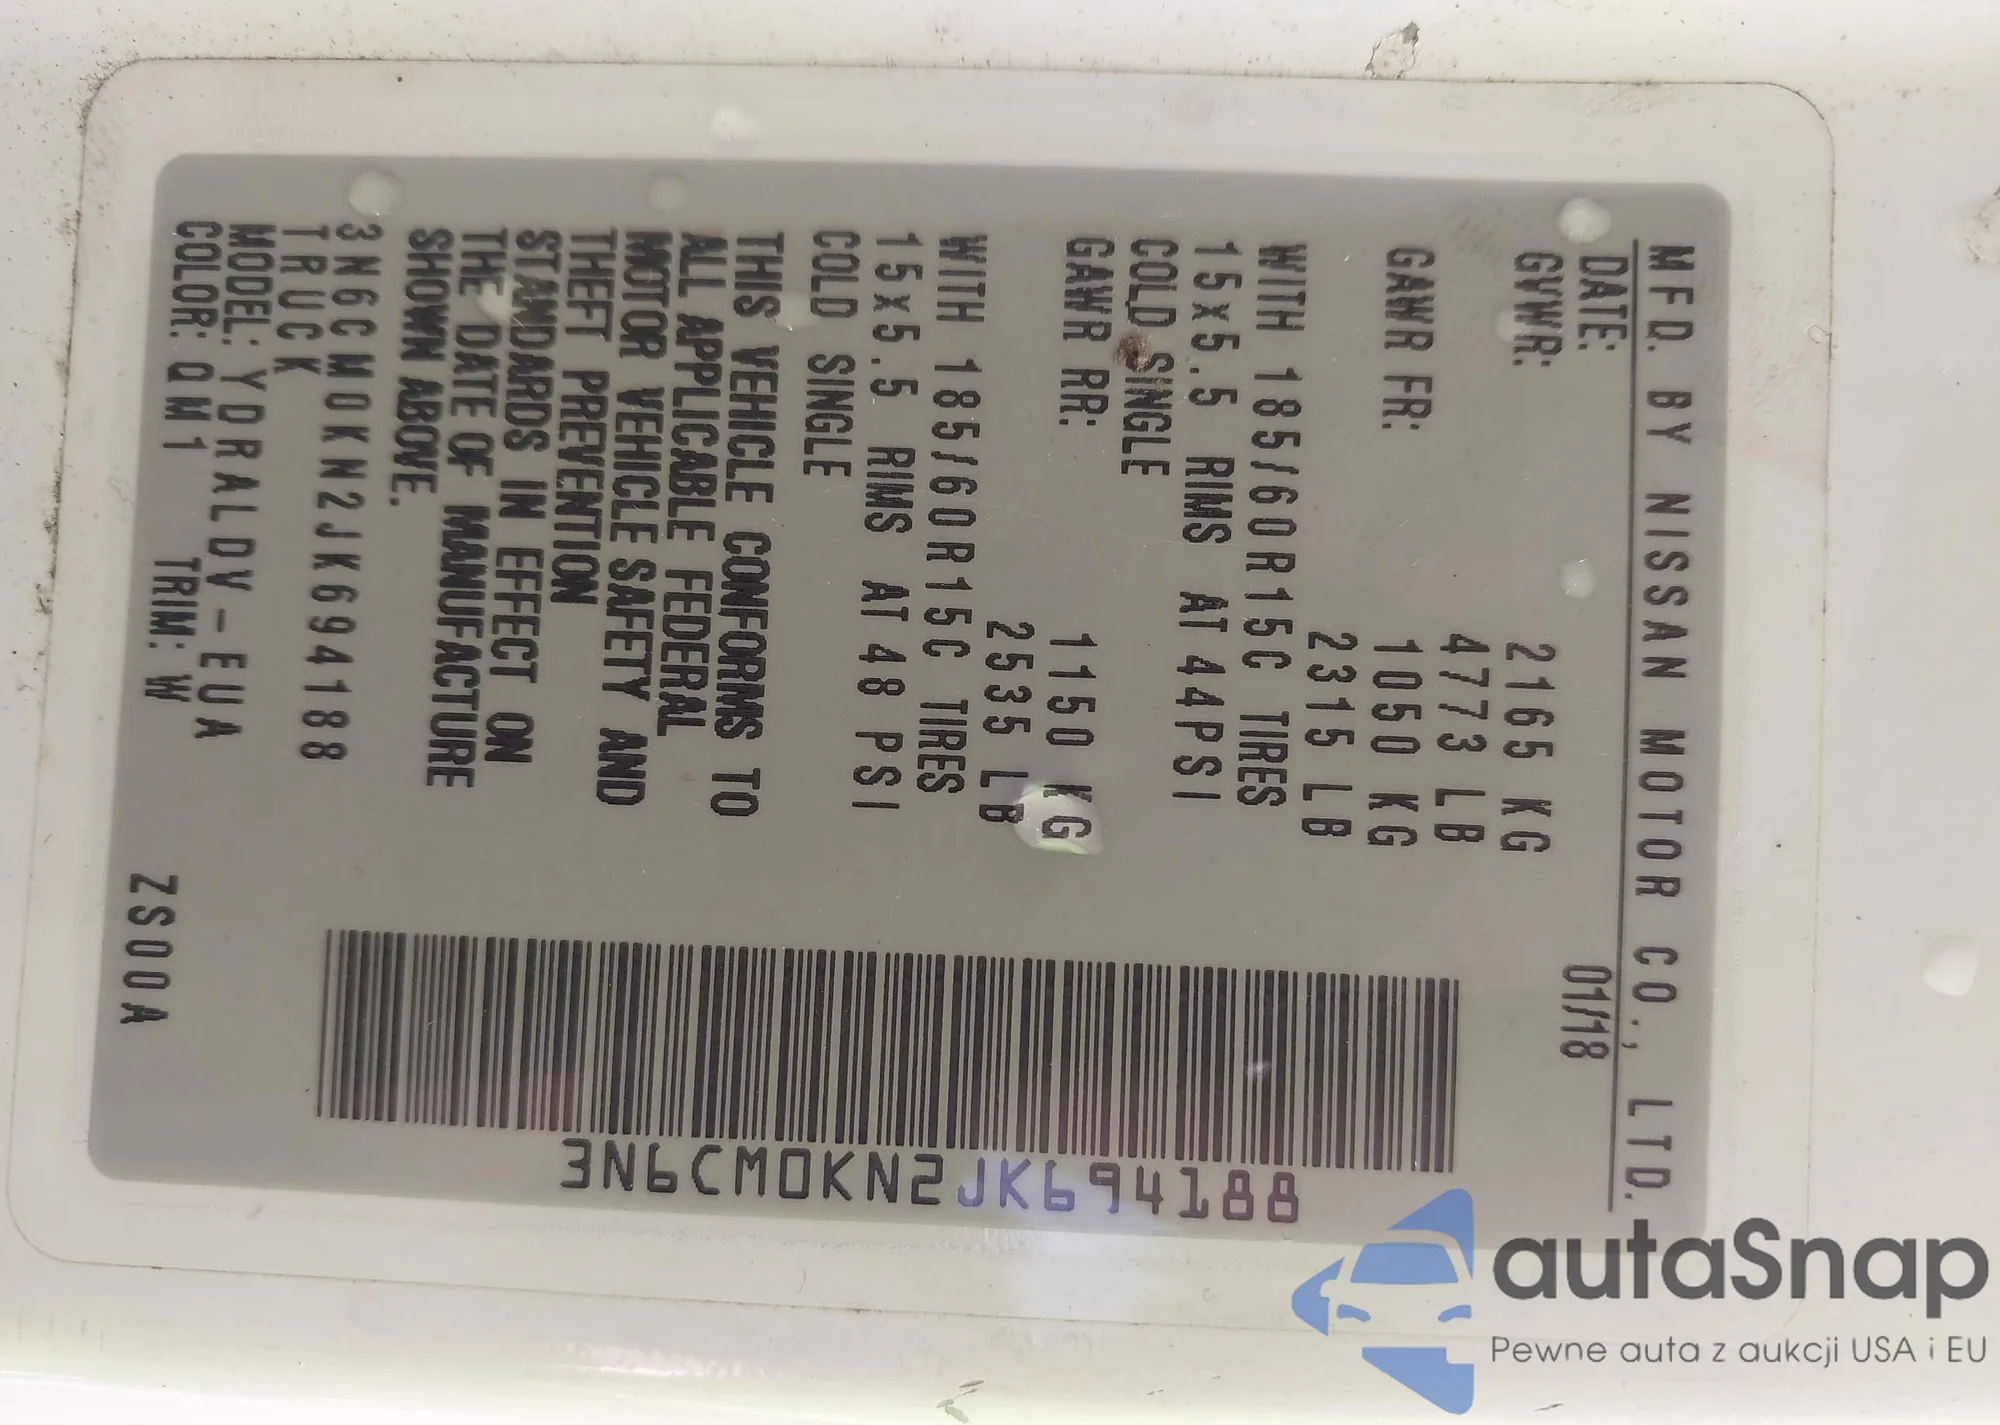 MFD. BY NISSAN MOTOR CO., LTD.
DATE: 01/18
GVWR: 2165 KG
4773 LB
GAWR FR: 1050 KG
2315 LB
WITH 185/60R15C TIRES
15x5.5 RIMS AT 44PSI
COLD SINGLE
GAWR RR: 1150 KG
2535 LB
WITH 185/60R15C TIRES
15x5.5 RIMS AT 48 PSI
COLD SINGLE
THIS VEHICLE CONFORMS TO
ALL APPLICABLE FEDERAL
MOTOR VEHICLE SAFETY AND
THEFT PREVENTION
STANDARDS IN EFFECT ON
THE DATE OF MANUFACTURE
SHOWN ABOVE.
3N6CM0KN2JK694188
TRUCK
MODEL: YDRALDV-EUA
COLOR: QM1 TRIM: W ZS00A
3N6CM0KN2JK694188
autaSnap
Pewne auta z aukcji USA i EU